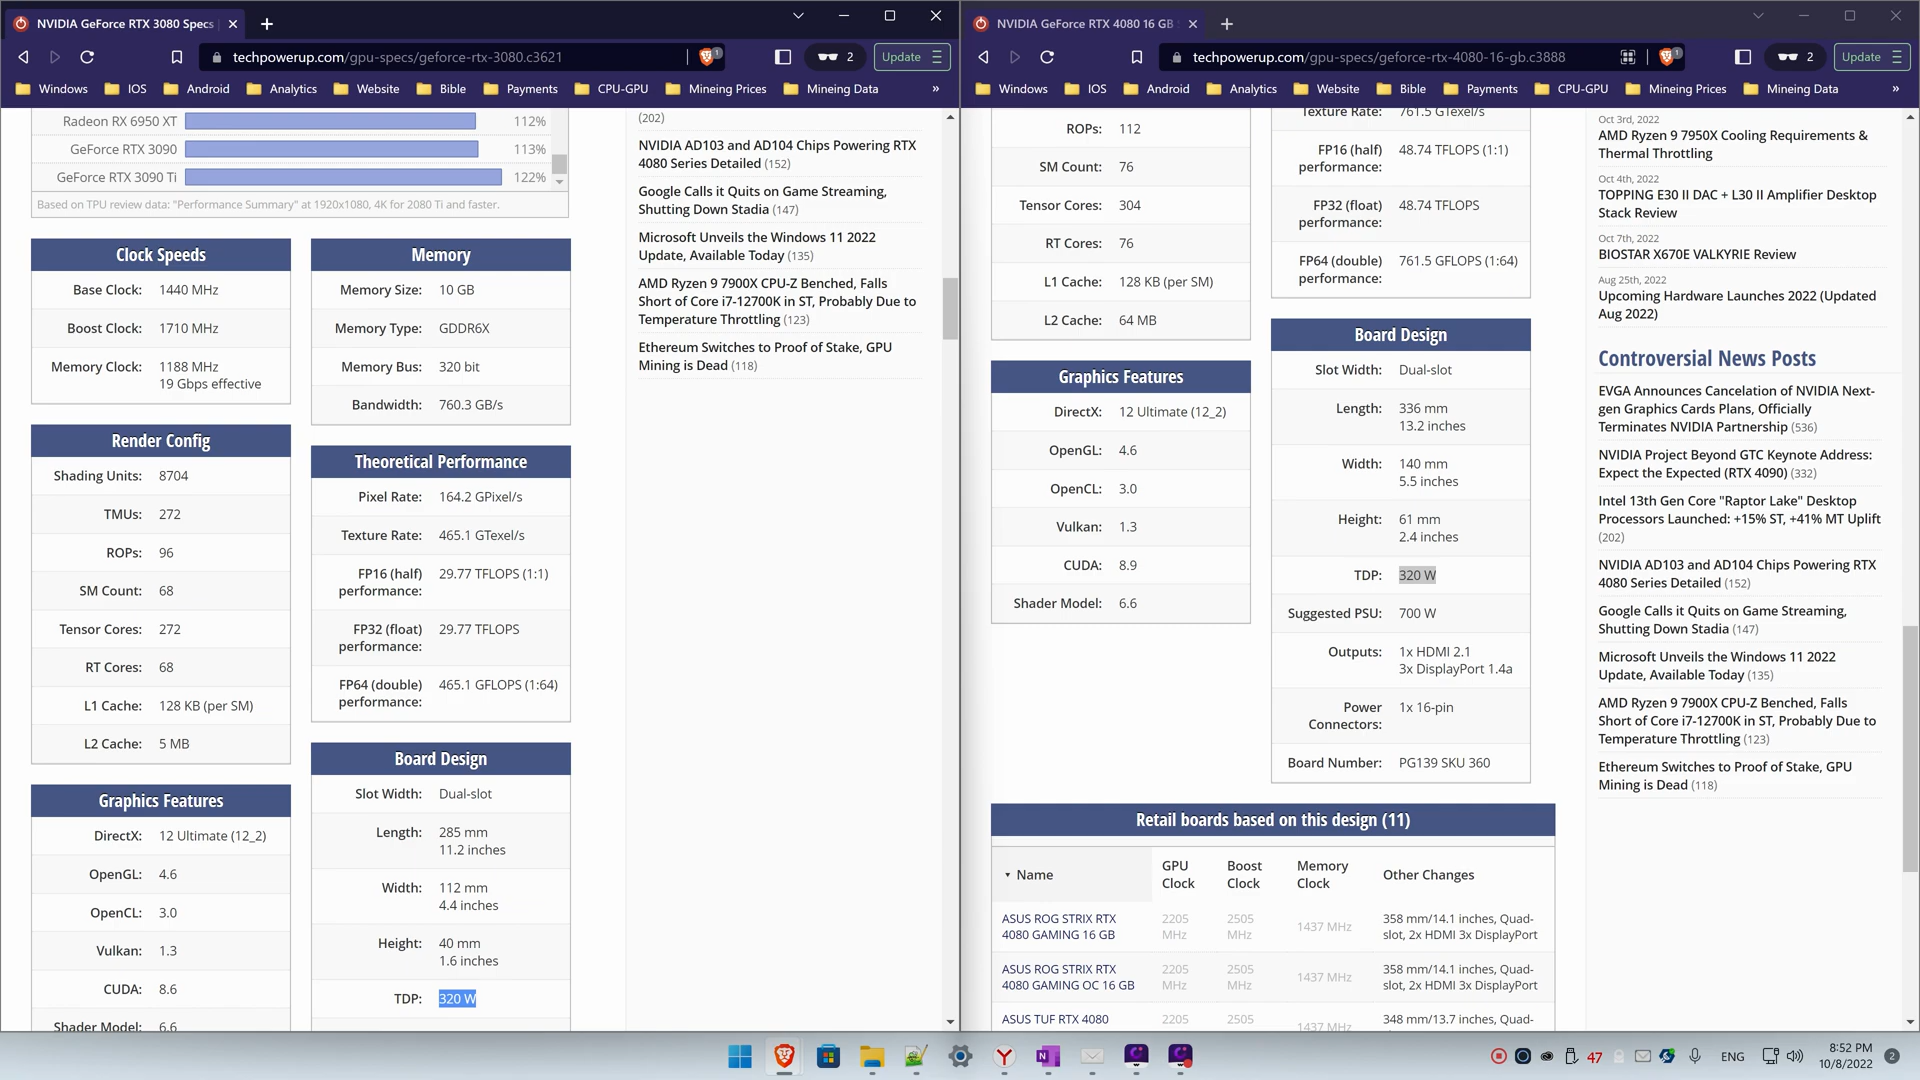 NVIDIA GeForce RTX 3080 Specs
techpowerup.com/gpu-specs/geforce-rtx-3080.c3621
1
2
Update
Windows
IOS
Android
Analytics
Website
Bible
Payments
CPU-GPU
Mineing Prices
Mineing Data
»
Radeon RX 6950 XT 112%
GeForce RTX 3090 113%
GeForce RTX 3090 Ti 122%
Based on TPU review data: "Performance Summary" at 1920x1080, 4K for 2080 Ti and faster.
Clock Speeds
Base Clock: 1440 MHz
Boost Clock: 1710 MHz
Memory Clock: 1188 MHz
19 Gbps effective
Render Config
Shading Units: 8704
TMUs: 272
ROPs: 96
SM Count: 68
Tensor Cores: 272
RT Cores: 68
L1 Cache: 128 KB (per SM)
L2 Cache: 5 MB
Graphics Features
DirectX: 12 Ultimate (12_2)
OpenGL: 4.6
OpenCL: 3.0
Vulkan: 1.3
CUDA: 8.6
Shader Model: 6.6
Memory
Memory Size: 10 GB
Memory Type: GDDR6X
Memory Bus: 320 bit
Bandwidth: 760.3 GB/s
Theoretical Performance
Pixel Rate: 164.2 GPixel/s
Texture Rate: 465.1 GTexel/s
FP16 (half) 29.77 TFLOPS (1:1)
performance:
FP32 (float) 29.77 TFLOPS
performance:
FP64 (double) 465.1 GFLOPS (1:64)
performance:
Board Design
Slot Width: Dual-slot
Length: 285 mm
11.2 inches
Width: 112 mm
4.4 inches
Height: 40 mm
1.6 inches
TDP: 320 W
(202)
NVIDIA AD103 and AD104 Chips Powering RTX
4080 Series Detailed (152)
Google Calls it Quits on Game Streaming,
Shutting Down Stadia (147)
Microsoft Unveils the Windows 11 2022
Update, Available Today (135)
AMD Ryzen 9 7900X CPU-Z Benched, Falls
Short of Core i7-12700K in ST, Probably Due to
Temperature Throttling (123)
Ethereum Switches to Proof of Stake, GPU
Mining is Dead (118)
NVIDIA GeForce RTX 4080 16 GB S
techpowerup.com/gpu-specs/geforce-rtx-4080-16-gb.c3888
1
2
Update
Windows
IOS
Android
Analytics
Website
Bible
Payments
CPU-GPU
Mineing Prices
Mineing Data
»
ROPs: 112
SM Count: 76
Tensor Cores: 304
RT Cores: 76
L1 Cache: 128 KB (per SM)
L2 Cache: 64 MB
Graphics Features
DirectX: 12 Ultimate (12_2)
OpenGL: 4.6
OpenCL: 3.0
Vulkan: 1.3
CUDA: 8.9
Shader Model: 6.6
Texture Rate: 761.5 GTexel/s
FP16 (half) 48.74 TFLOPS (1:1)
performance:
FP32 (float) 48.74 TFLOPS
performance:
FP64 (double) 761.5 GFLOPS (1:64)
performance:
Board Design
Slot Width: Dual-slot
Length: 336 mm
13.2 inches
Width: 140 mm
5.5 inches
Height: 61 mm
2.4 inches
TDP: 320 W
Suggested PSU: 700 W
Outputs: 1x HDMI 2.1
3x DisplayPort 1.4a
Power 1x 16-pin
Connectors:
Board Number: PG139 SKU 360
Retail boards based on this design (11)
Name GPU Clock Boost Clock Memory Clock Other Changes
ASUS ROG STRIX RTX 2205 2505 1437 MHz 358 mm/14.1 inches, Quad-
4080 GAMING 16 GB MHz MHz slot, 2x HDMI 3x DisplayPort
ASUS ROG STRIX RTX 2205 2505 1437 MHz 358 mm/14.1 inches, Quad-
4080 GAMING OC 16 GB MHz MHz slot, 2x HDMI 3x DisplayPort
ASUS TUF RTX 4080 2205 2505 1437 MHz 348 mm/13.7 inches, Quad-
Oct 3rd, 2022
AMD Ryzen 9 7950X Cooling Requirements &
Thermal Throttling
Oct 4th, 2022
TOPPING E30 II DAC + L30 II Amplifier Desktop
Stack Review
Oct 7th, 2022
BIOSTAR X670E VALKYRIE Review
Aug 25th, 2022
Upcoming Hardware Launches 2022 (Updated
Aug 2022)
Controversial News Posts
EVGA Announces Cancelation of NVIDIA Next-
gen Graphics Cards Plans, Officially
Terminates NVIDIA Partnership (536)
NVIDIA Project Beyond GTC Keynote Address:
Expect the Expected (RTX 4090) (332)
Intel 13th Gen Core "Raptor Lake" Desktop
Processors Launched: +15% ST, +41% MT Uplift
(202)
NVIDIA AD103 and AD104 Chips Powering RTX
4080 Series Detailed (152)
Google Calls it Quits on Game Streaming,
Shutting Down Stadia (147)
Microsoft Unveils the Windows 11 2022
Update, Available Today (135)
AMD Ryzen 9 7900X CPU-Z Benched, Falls
Short of Core i7-12700K in ST, Probably Due to
Temperature Throttling (123)
Ethereum Switches to Proof of Stake, GPU
Mining is Dead (118)
47
ENG
8:52 PM
10/8/2022
2